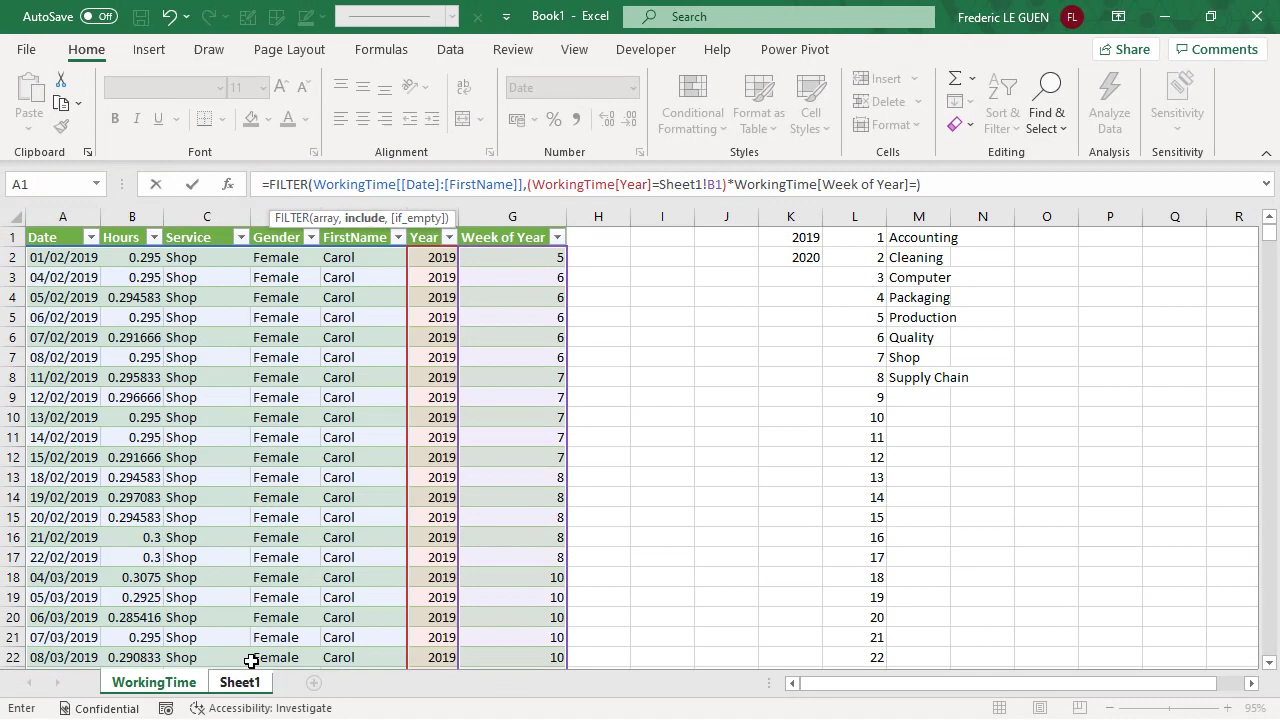 AutoSave Off Book1 - Excel Search Frederic LE GUEN FL
File Home Insert Draw Page Layout Formulas Data Review View Developer Help Power Pivot Share Comments
Paste 11 Date Conditional Formatting Format as Table Cell Styles Insert Delete Format Sort & Filter Find & Select Analyze Data Sensitivity
Clipboard Font Alignment Number Styles Cells Editing Analysis Sensitivity
A1 =FILTER(WorkingTime[[Date]:[FirstName]],(WorkingTime[Year]=Sheet1!B1)*WorkingTime[Week of Year]=)
FILTER(array, include, [if_empty])
A B C G H I J K L M N O P Q R
1 Date Hours Service Gender FirstName Year Week of Year 2019 1 Accounting
2 01/02/2019 0.295 Shop Female Carol 2019 5 2020 2 Cleaning
3 04/02/2019 0.295 Shop Female Carol 2019 6 3 Computer
4 05/02/2019 0.294583 Shop Female Carol 2019 6 4 Packaging
5 06/02/2019 0.295 Shop Female Carol 2019 6 5 Production
6 07/02/2019 0.291666 Shop Female Carol 2019 6 6 Quality
7 08/02/2019 0.295 Shop Female Carol 2019 6 7 Shop
8 11/02/2019 0.295833 Shop Female Carol 2019 7 8 Supply Chain
9 12/02/2019 0.296666 Shop Female Carol 2019 7 9
10 13/02/2019 0.295 Shop Female Carol 2019 7 10
11 14/02/2019 0.295 Shop Female Carol 2019 7 11
12 15/02/2019 0.291666 Shop Female Carol 2019 7 12
13 18/02/2019 0.294583 Shop Female Carol 2019 8 13
14 19/02/2019 0.297083 Shop Female Carol 2019 8 14
15 20/02/2019 0.294583 Shop Female Carol 2019 8 15
16 21/02/2019 0.3 Shop Female Carol 2019 8 16
17 22/02/2019 0.3 Shop Female Carol 2019 8 17
18 04/03/2019 0.3075 Shop Female Carol 2019 10 18
19 05/03/2019 0.2925 Shop Female Carol 2019 10 19
20 06/03/2019 0.285416 Shop Female Carol 2019 10 20
21 07/03/2019 0.295 Shop Female Carol 2019 10 21
22 08/03/2019 0.290833 Shop Female Carol 2019 10 22
WorkingTime Sheet1
Enter Confidential Accessibility: Investigate 95%